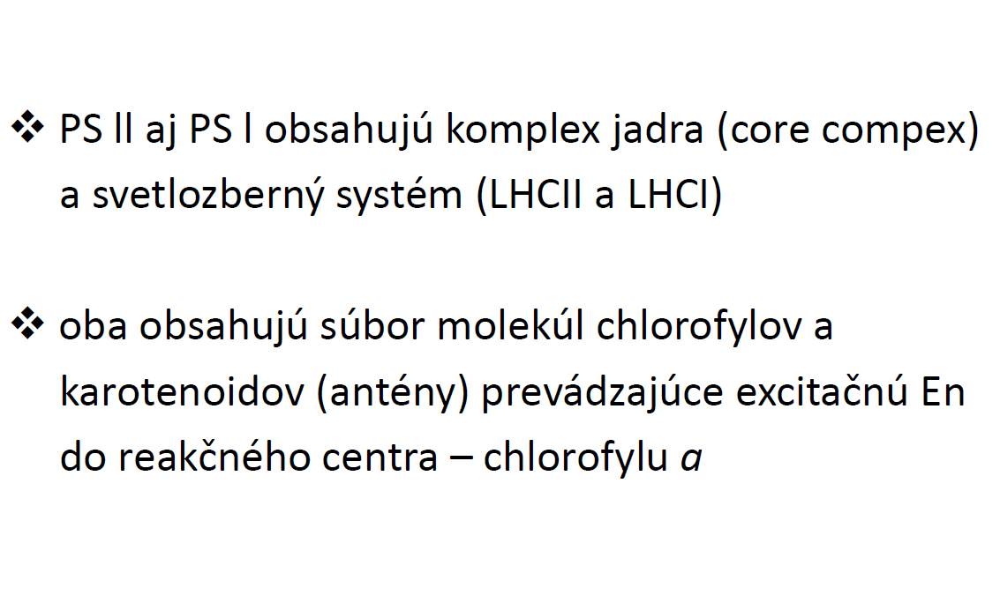 ❖ PS ll aj PS l obsahujú komplex jadra (core compex)
a svetlozberný systém (LHCII a LHCI)
❖ oba obsahujú súbor molekúl chlorofylov a
karotenoidov (antény) prevádzajúce excitačnú En
do reakčného centra – chlorofylu a